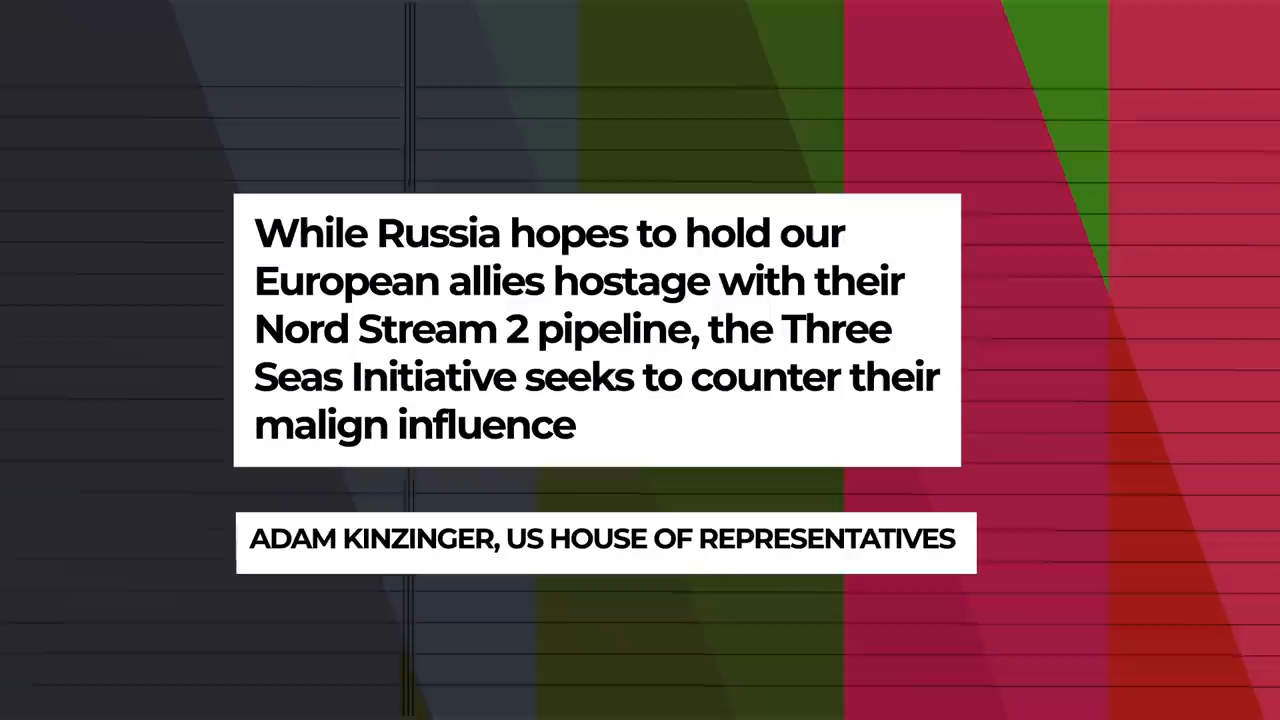 While Russia hopes to hold our
European allies hostage with their
Nord Stream 2 pipeline, the Three
Seas Initiative seeks to counter their
malign influence
ADAM KINZINGER, US HOUSE OF REPRESENTATIVES